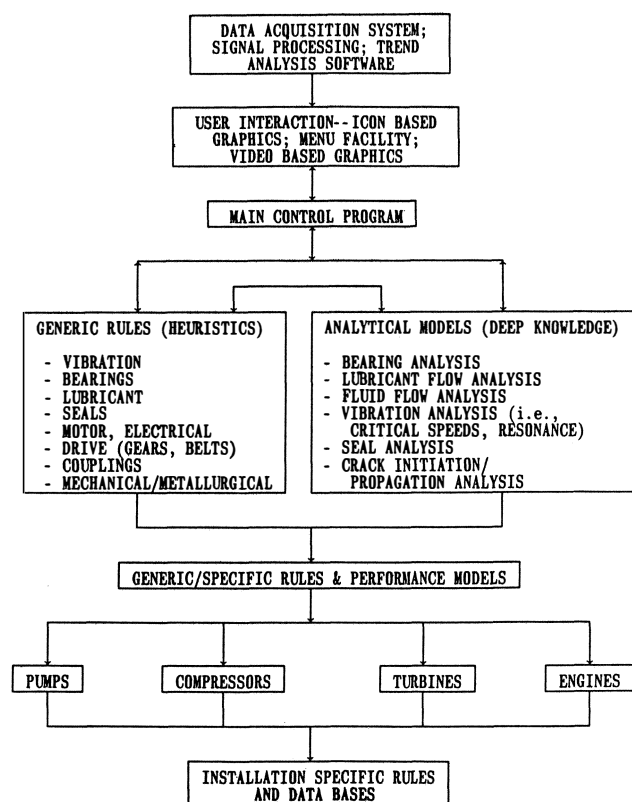 DATA ACQUISITION SYSTEM;
SIGNAL PROCESSING; TREND
ANALYSIS SOFTWARE
USER INTERACTION--ICON BASED
GRAPHICS; MENU FACILITY;
VIDEO BASED GRAPHICS
MAIN CONTROL PROGRAM
GENERIC RULES (HEURISTICS)
- VIBRATION
- BEARINGS
- LUBRICANT
- SEALS
- MOTOR, ELECTRICAL
- DRIVE (GEARS, BELTS)
- COUPLINGS
- MECHANICAL/METALLURGICAL
ANALYTICAL MODELS (DEEP KNOWLEDGE)
- BEARING ANALYSIS
- LUBRICANT FLOW ANALYSIS
- FLUID FLOW ANALYSIS
- VIBRATION ANALYSIS (i.e.,
CRITICAL SPEEDS, RESONANCE)
- SEAL ANALYSIS
- CRACK INITIATION/
PROPAGATION ANALYSIS
GENERIC/SPECIFIC RULES & PERFORMANCE MODELS
PUMPS
COMPRESSORS
TURBINES
ENGINES
INSTALLATION SPECIFIC RULES
AND DATA BASES